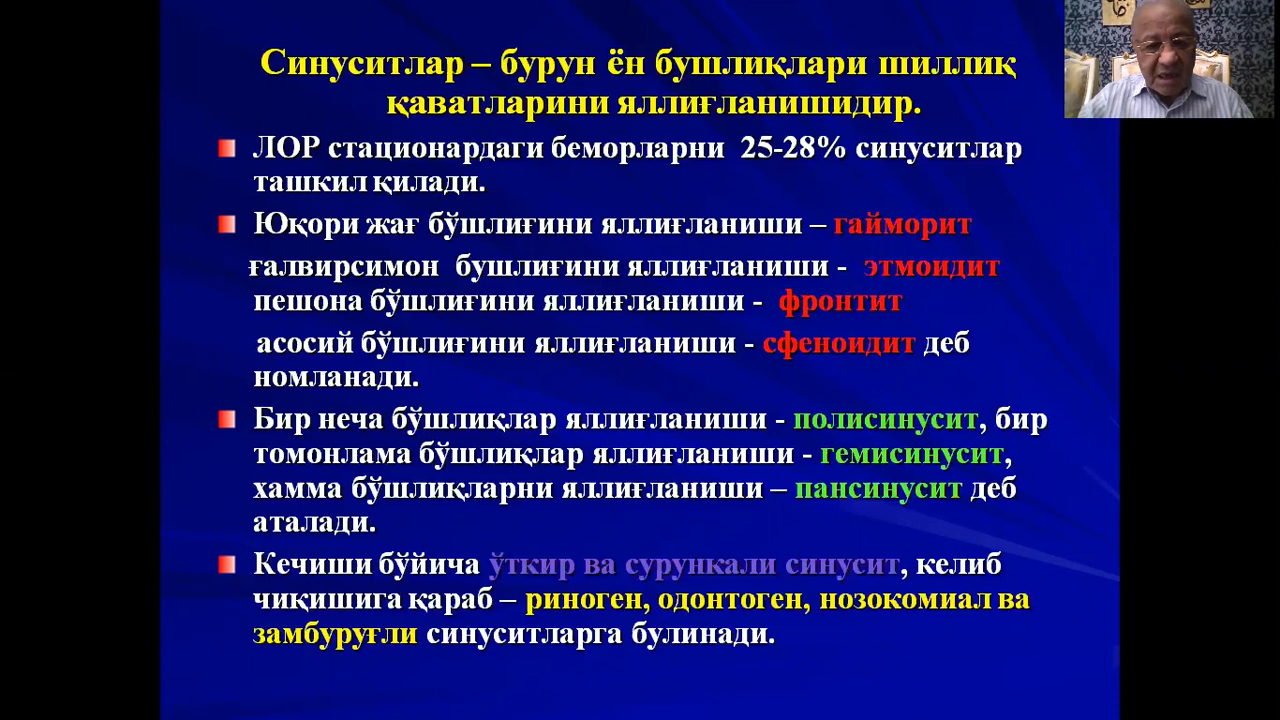 Синуситлар – бурун ён бушлиқлари шиллиқ
қаватларини яллиғланишидир.
ЛОР стационардаги беморларни 25-28% синуситлар
ташкил қилади.
Юқори жағ бўшлиғини яллиғланиши – гайморит
ғалвирсимон бушлиғини яллиғланиши - этмоидит
пешона бўшлиғини яллиғланиши - фронтит
асосий бўшлиғини яллиғланиши - сфеноидит деб
номланади.
Бир неча бўшлиқлар яллиғланиши - полисинусит, бир
томонлама бўшлиқлар яллиғланиши - гемисинусит,
хамма бўшлиқларни яллиғланиши – пансинусит деб
аталади.
Кечиши бўйича ўткир ва сурункали синусит, келиб
чиқишига қараб – риноген, одонтоген, нозокомиал ва
замбуруғли синуситларга булинади.